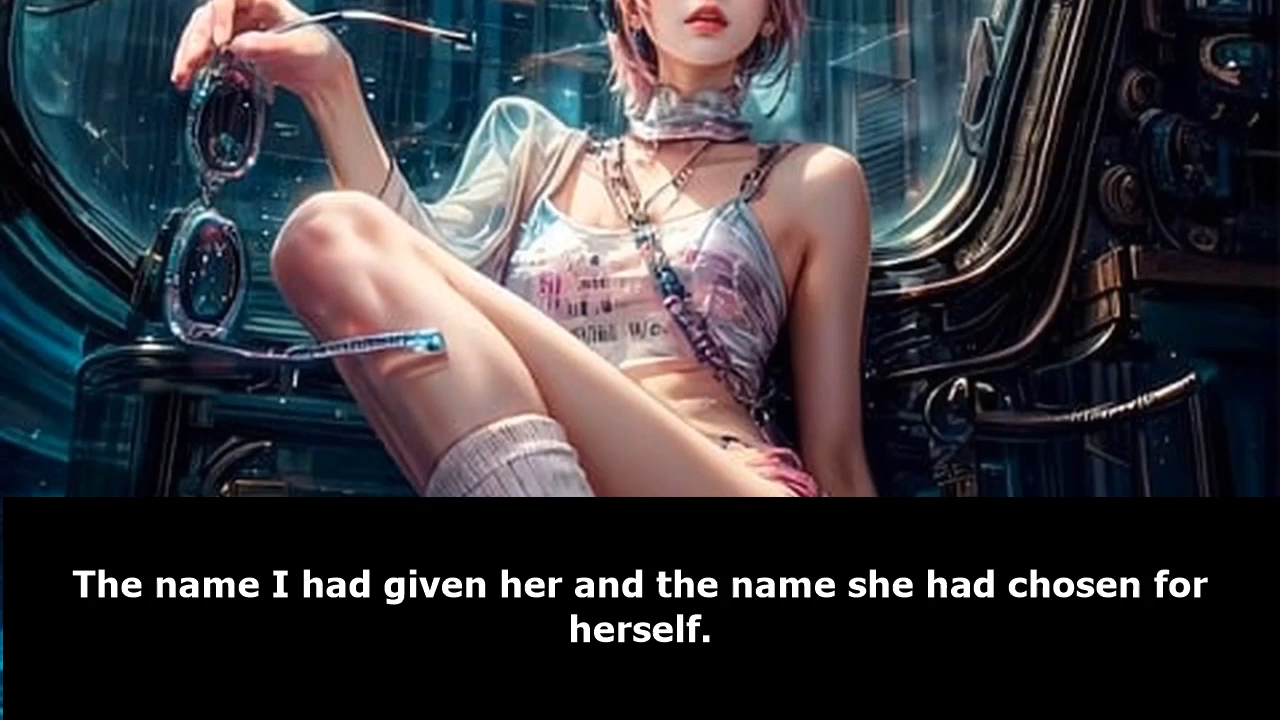 The name I had given her and the name she had chosen for
herself.